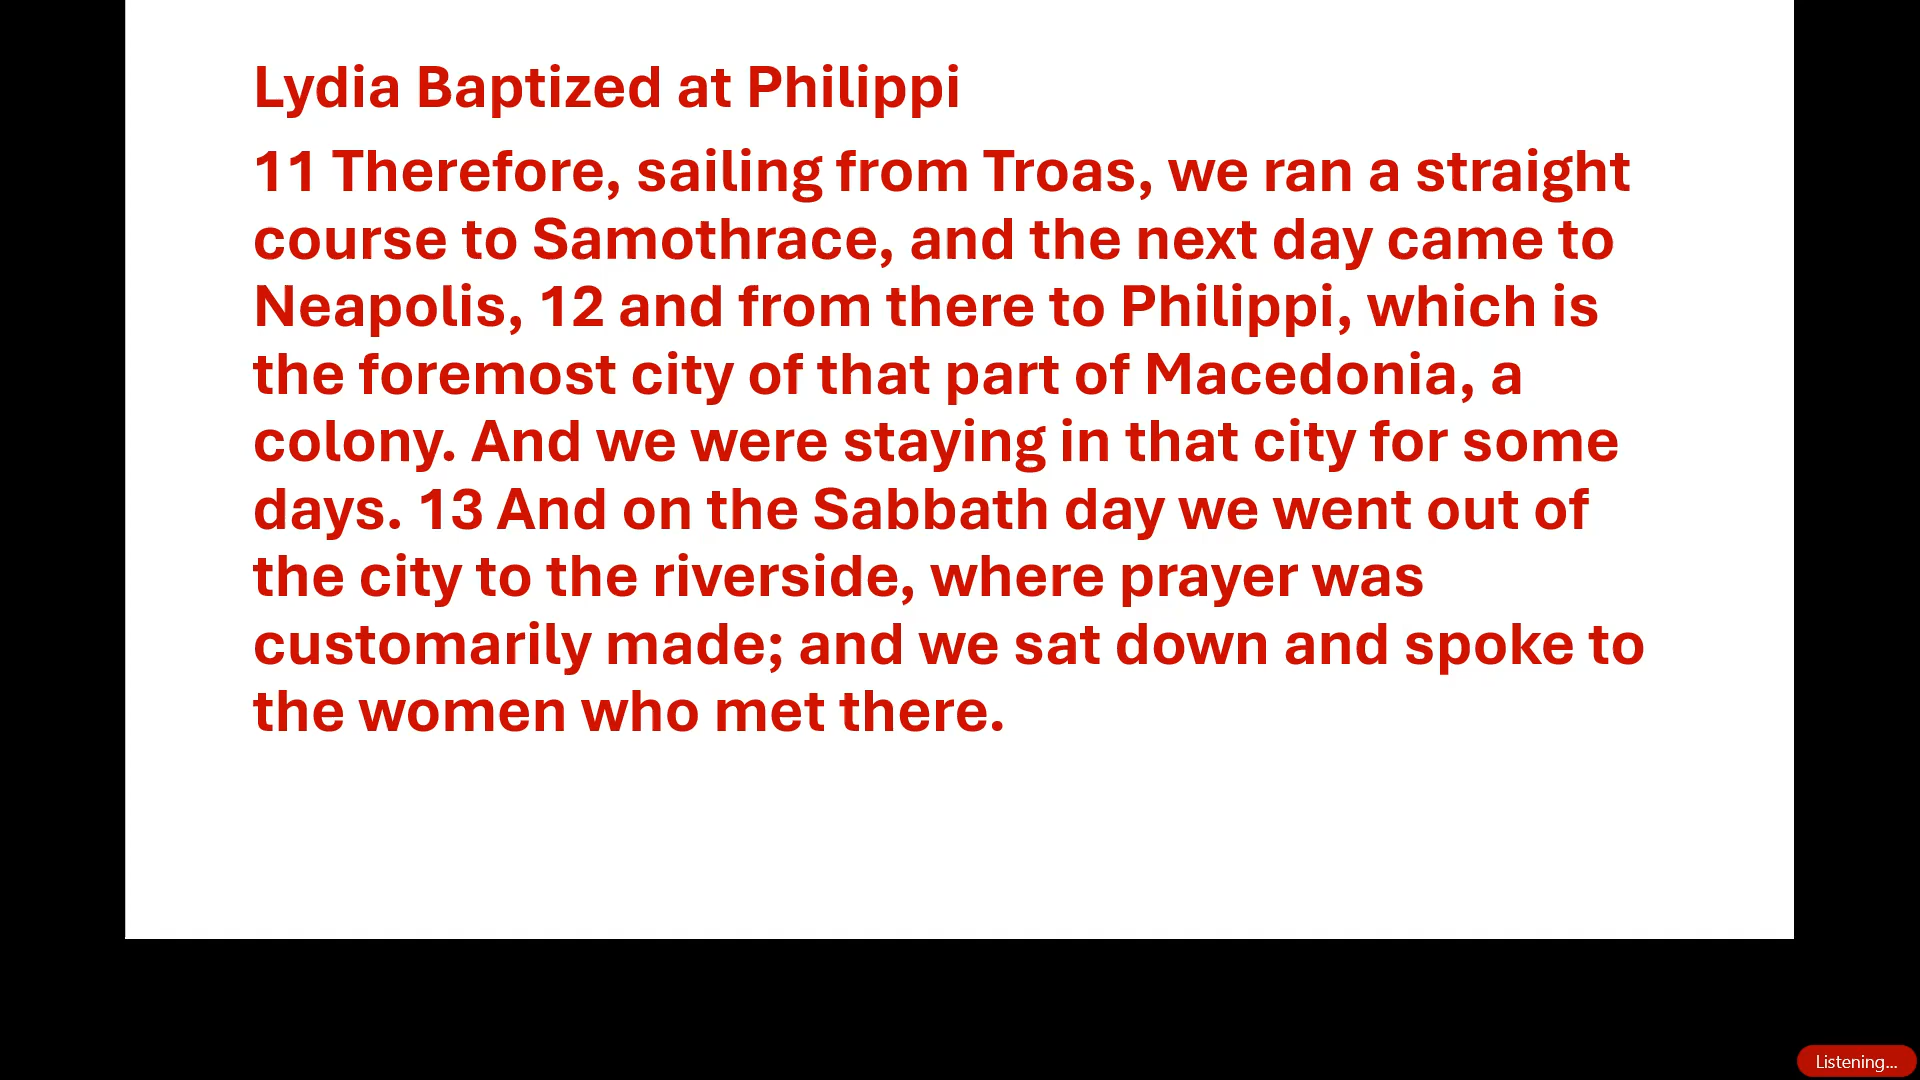 Lydia Baptized at Philippi
11 Therefore, sailing from Troas, we ran a straight
course to Samothrace, and the next day came to
Neapolis, 12 and from there to Philippi, which is
the foremost city of that part of Macedonia, a
colony. And we were staying in that city for some
days. 13 And on the Sabbath day we went out of
the city to the riverside, where prayer was
customarily made; and we sat down and spoke to
the women who met there.
Listening...